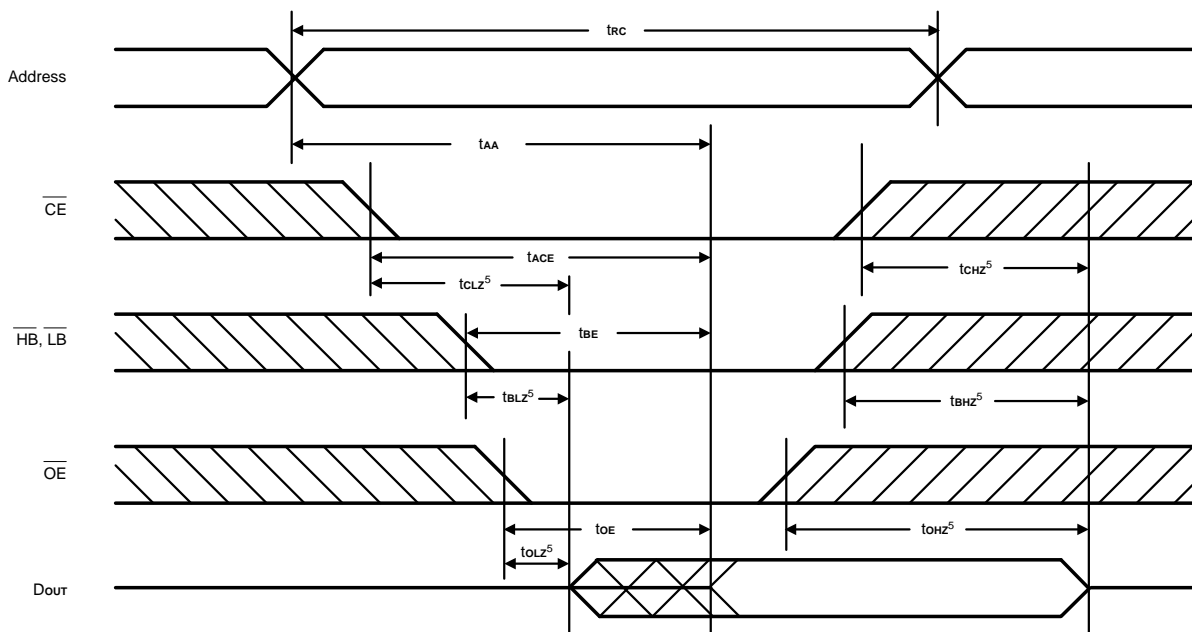 tRC
Address
tAA
CE
tACE
tCHZ5
tCLZ5
HB, LB
tBE
tBLZ5
tBHZ5
OE
tOE
tOHZ5
tOLZ5
DOUT